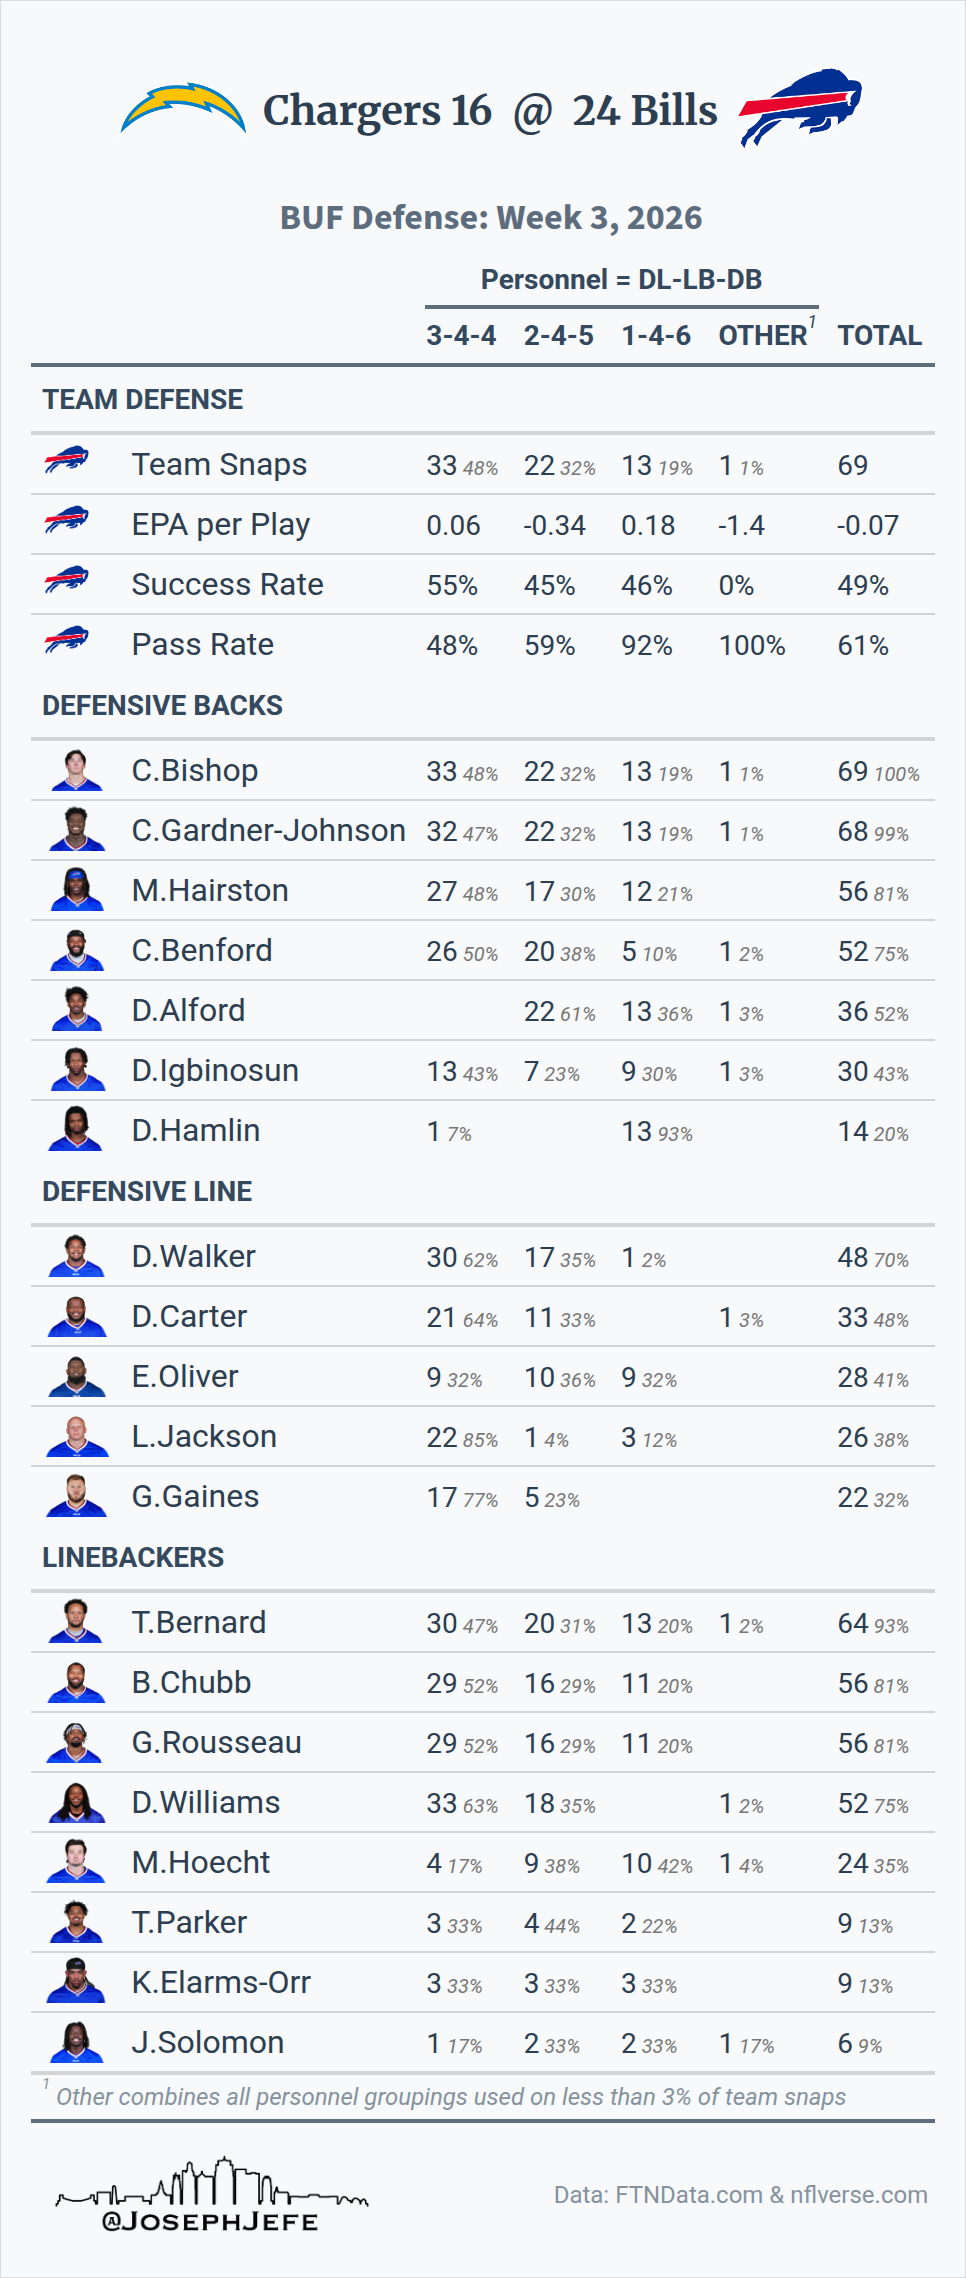 Chargers 16 @ 24 Bills
BUF Defense: Week 3, 2026
Personnel = DL-LB-DB
3-4-4 2-4-5 1-4-6 OTHER1 TOTAL
TEAM DEFENSE
Team Snaps 33 48% 22 32% 13 19% 1 1% 69
EPA per Play 0.06 -0.34 0.18 -1.4 -0.07
Success Rate 55% 45% 46% 0% 49%
Pass Rate 48% 59% 92% 100% 61%
DEFENSIVE BACKS
C.Bishop 33 48% 22 32% 13 19% 1 1% 69 100%
C.Gardner-Johnson 32 47% 22 32% 13 19% 1 1% 68 99%
M.Hairston 27 48% 17 30% 12 21% 56 81%
C.Benford 26 50% 20 38% 5 10% 1 2% 52 75%
D.Alford 22 61% 13 36% 1 3% 36 52%
D.Igbinosun 13 43% 7 23% 9 30% 1 3% 30 43%
D.Hamlin 1 7% 13 93% 14 20%
DEFENSIVE LINE
D.Walker 30 62% 17 35% 1 2% 48 70%
D.Carter 21 64% 11 33% 1 3% 33 48%
E.Oliver 9 32% 10 36% 9 32% 28 41%
L.Jackson 22 85% 1 4% 3 12% 26 38%
G.Gaines 17 77% 5 23% 22 32%
LINEBACKERS
T.Bernard 30 47% 20 31% 13 20% 1 2% 64 93%
B.Chubb 29 52% 16 29% 11 20% 56 81%
G.Rousseau 29 52% 16 29% 11 20% 56 81%
D.Williams 33 63% 18 35% 1 2% 52 75%
M.Hoecht 4 17% 9 38% 10 42% 1 4% 24 35%
T.Parker 3 33% 4 44% 2 22% 9 13%
K.Elarms-Orr 3 33% 3 33% 3 33% 9 13%
J.Solomon 1 17% 2 33% 2 33% 1 17% 6 9%
1 Other combines all personnel groupings used on less than 3% of team snaps
@JosephJefe
Data: FTNData.com & nflverse.com